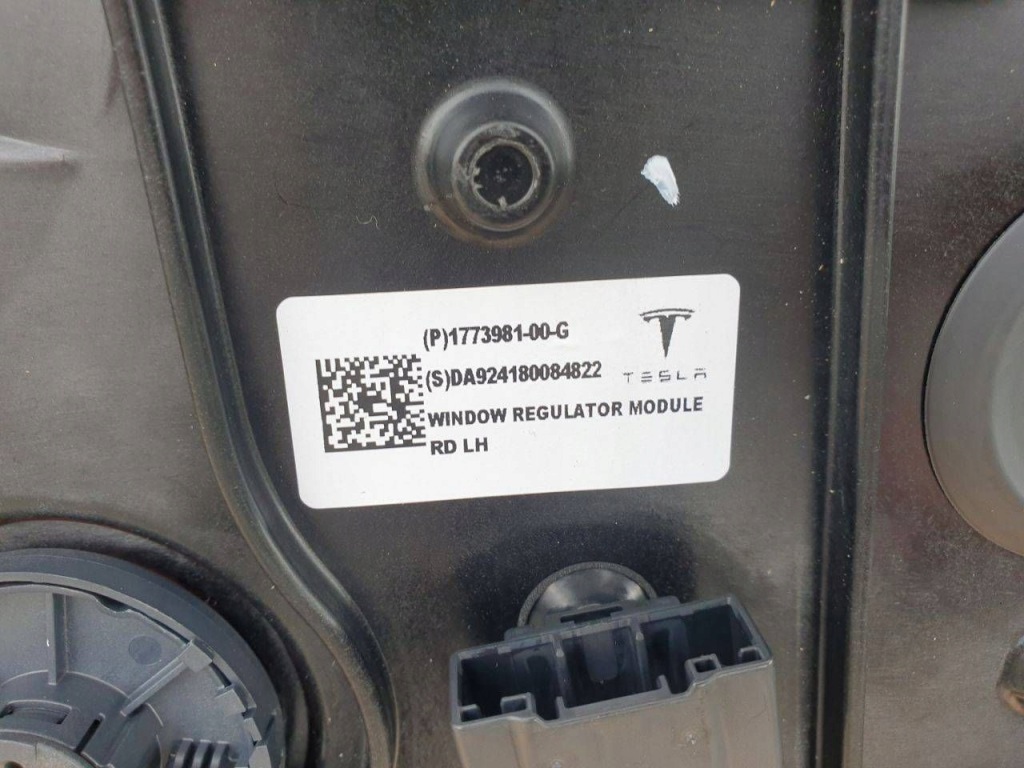 (P)1773981-00-G
(S)DA924180084822
TESLA
WINDOW REGULATOR MODULE
RD LH